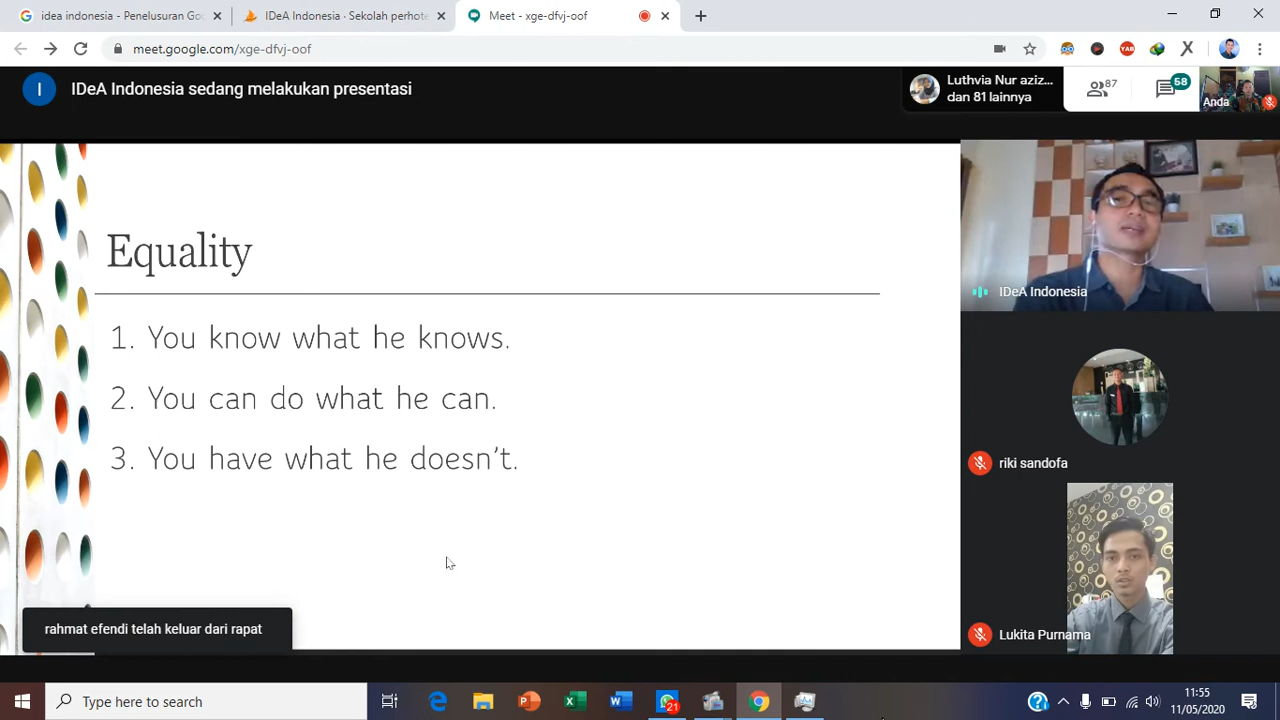 idea indonesia - Penelusuran Goo
IDeA Indonesia · Sekolah perhote
Meet - xge-dfvj-oof
meet.google.com/xge-dfvj-oof
YAB
I
IDeA Indonesia sedang melakukan presentasi
Luthvia Nur aziz...
dan 81 lainnya
87
58
Anda
Equality
1. You know what he knows.
2. You can do what he can.
3. You have what he doesn't.
IDeA Indonesia
riki sandofa
Lukita Purnama
rahmat efendi telah keluar dari rapat
Type here to search
21
11:55
11/05/2020